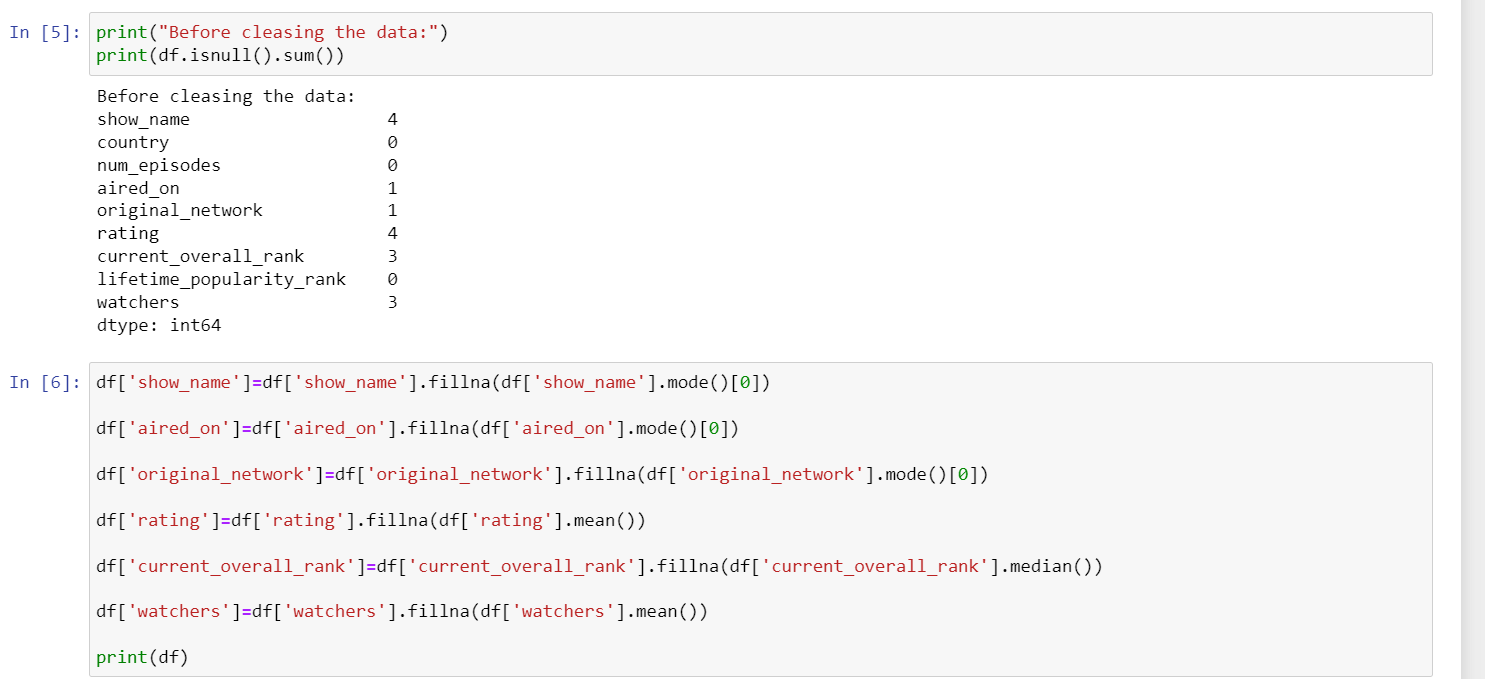 In [5]: print("Before cleasing the data:")
print(df.isnull().sum())
Before cleasing the data:
show_name                   4
country                     0
num_episodes                0
aired_on                    1
original_network            1
rating                      4
current_overall_rank        3
lifetime_popularity_rank    0
watchers                    3
dtype: int64
In [6]: df['show_name']=df['show_name'].fillna(df['show_name'].mode()[0])
df['aired_on']=df['aired_on'].fillna(df['aired_on'].mode()[0])
df['original_network']=df['original_network'].fillna(df['original_network'].mode()[0])
df['rating']=df['rating'].fillna(df['rating'].mean())
df['current_overall_rank']=df['current_overall_rank'].fillna(df['current_overall_rank'].median())
df['watchers']=df['watchers'].fillna(df['watchers'].mean())
print(df)